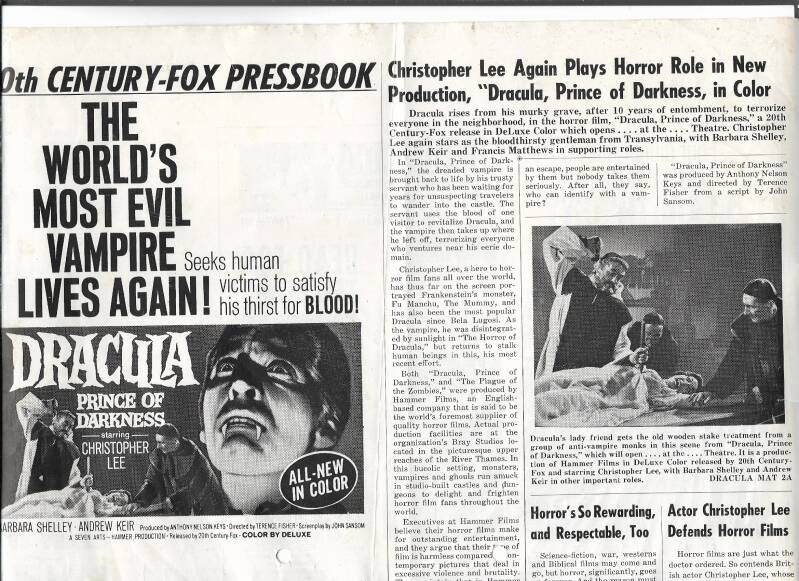 0th CENTURY-FOX PRESSBOOK
THE
WORLD'S
MOST EVIL
VAMPIRE
LIVES AGAIN!
Seeks human
victims to satisfy
his thirst for BLOOD!
DRACULA
PRINCE OF
DARKNESS
starring
CHRISTOPHER
LEE
ALL-NEW
IN COLOR
ARBARA SHELLEY · ANDREW KEIR Produced by ANTHONY NELSON KEYS · Directed by TERENCE FISHER · Screenplay by JOHN SANSOM
A SEVEN ARTS – HAMMER PRODUCTION · Released by 20th Century-Fox · COLOR BY DELUXE
Christopher Lee Again Plays Horror Role in New
Production, "Dracula, Prince of Darkness, in Color
Dracula rises from his murky grave, after 10 years of entombment, to terrorize
everyone in the neighborhood, in the horror film, "Dracula, Prince of Darkness," a 20th
Century-Fox release in DeLuxe Color which opens . . . . at the . . . . Theatre. Christopher
Lee again stars as the bloodthirsty gentleman from Transylvania, with Barbara Shelley,
Andrew Keir and Francis Matthews in supporting roles.
In "Dracula, Prince of Dark-
ness," the dreaded vampire is
brought back to life by his trusty
servant who has been waiting for
years for unsuspecting travelers
to wander into the castle. The
servant uses the blood of one
visitor to revitalize Dracula, and
the vampire then takes up where
he left off, terrorizing everyone
who ventures near his eerie do-
main.
Christopher Lee, a hero to hor-
ror film fans all over the world,
has thus far on the screen por-
trayed Frankenstein's monster,
Fu Manchu, The Mummy, and
has also been the most popular
Dracula since Bela Lugosi. As
the vampire, he was disintegrat-
ed by sunlight in "The Horror of
Dracula," but returns to stalk
human beings in this, his most
recent effort.
Both "Dracula, Prince of
Darkness," and "The Plague of
the Zombies," were produced by
Hammer Films, an English-
based company that is said to be
the world's foremost supplier of
quality horror films. Actual pro-
duction facilities are at the
organization's Bray Studios lo-
cated in the picturesque upper
reaches of the River Thames. In
this bucolic setting, monsters,
vampires and ghouls run amuck
in studio-built castles and dun-
geons to delight and frighten
horror film fans throughout the
world.
Executives at Hammer Films
believe their horror films make
for outstanding entertainment,
and they argue that their of
film is harmless compared
temporary pictures that deal in
excessive violence and brutality.
an escape, people are entertained
by them but nobody takes them
seriously. After all, they say,
who can identify with a vam-
pire?
"Dracula, Prince of Darkness"
was produced by Anthony Nelson
Keys and directed by Terence
Fisher from a script by John
Sansom.
Dracula's lady friend gets the old wooden stake treatment from a
group of anti-vampire monks in this scene from "Dracula, Prince
of Darkness," which will open . . . . at the . . . . Theatre. It is a produc-
tion of Hammer Films in DeLuxe Color released by 20th Century-
Fox and starring Christopher Lee, with Barbara Shelley and Andrew
Keir in other important roles. DRACULA MAT 2A
Horror's So Rewarding,
and Respectable, Too
Science-fiction, war, westerns
and Biblical films may come and
go, but horror, significantly, goes
Actor Christopher Lee
Defends Horror Films
Horror films are just what the
doctor ordered. So contends Brit-
ish actor Christopher Lee, whose